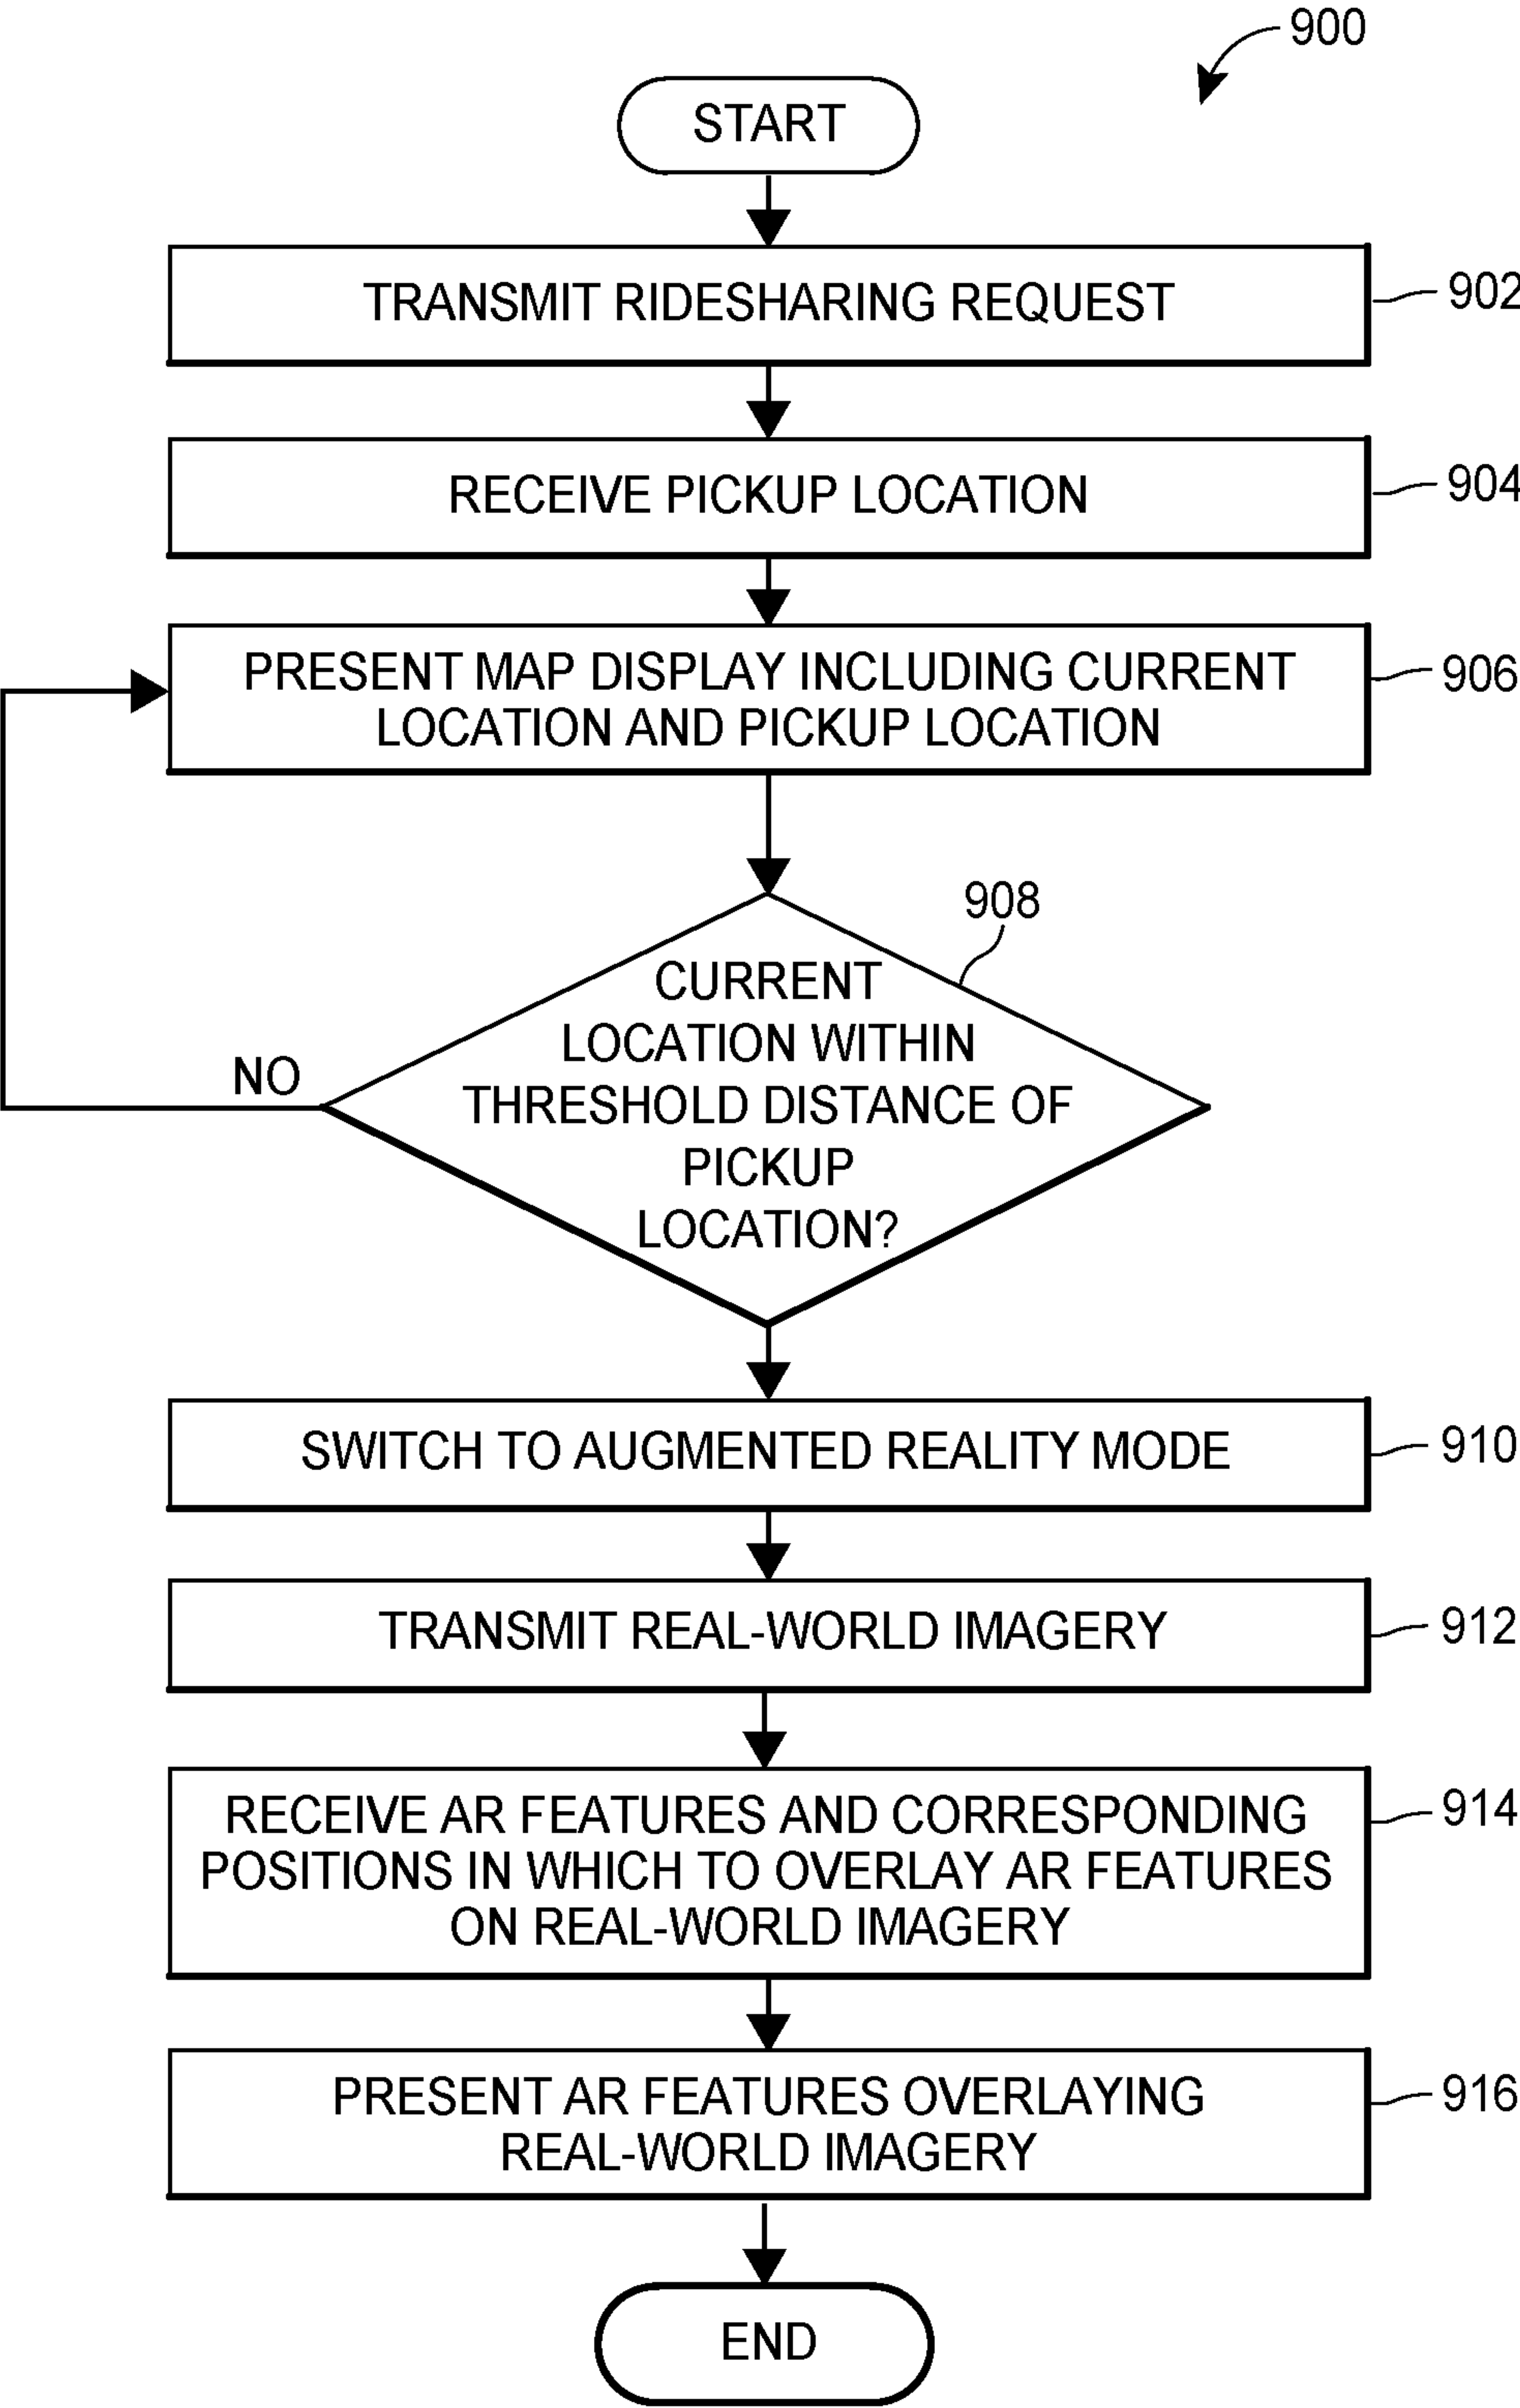 900
START
TRANSMIT RIDESHARING REQUEST
902
RECEIVE PICKUP LOCATION
904
PRESENT MAP DISPLAY INCLUDING CURRENT
LOCATION AND PICKUP LOCATION
906
908
CURRENT
LOCATION WITHIN
THRESHOLD DISTANCE OF
PICKUP
LOCATION?
NO
SWITCH TO AUGMENTED REALITY MODE
910
TRANSMIT REAL-WORLD IMAGERY
912
RECEIVE AR FEATURES AND CORRESPONDING
POSITIONS IN WHICH TO OVERLAY AR FEATURES
ON REAL-WORLD IMAGERY
914
PRESENT AR FEATURES OVERLAYING
REAL-WORLD IMAGERY
916
END